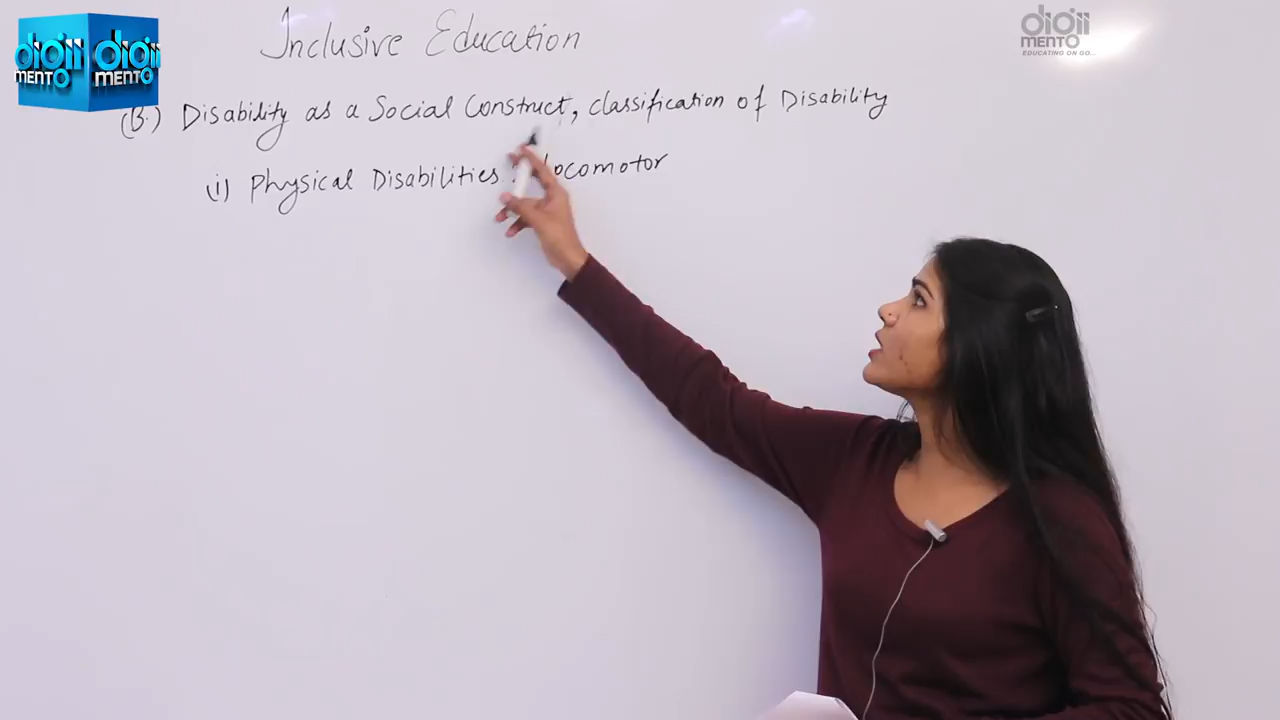 Inclusive Education
(B.) Disability as a Social Construct, classification of Disability
(i) Physical Disabilities : Locomotor
digii
MENTO
digii
MENTO
digii
MENTO
EDUCATING ON GO...